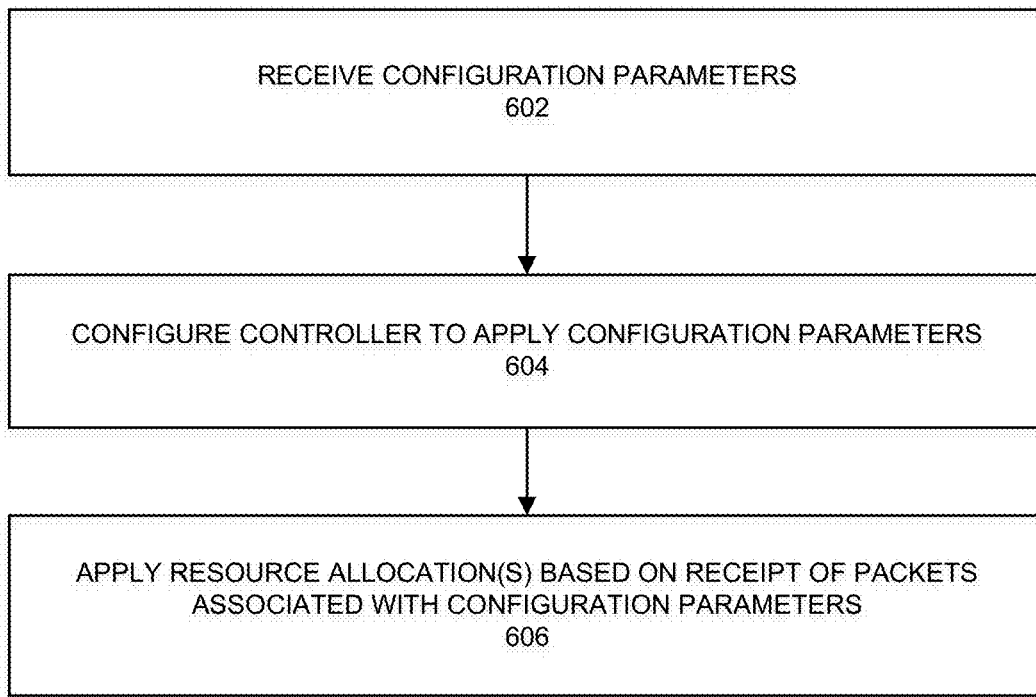 RECEIVE CONFIGURATION PARAMETERS
602
CONFIGURE CONTROLLER TO APPLY CONFIGURATION PARAMETERS
604
APPLY RESOURCE ALLOCATION(S) BASED ON RECEIPT OF PACKETS
ASSOCIATED WITH CONFIGURATION PARAMETERS
606